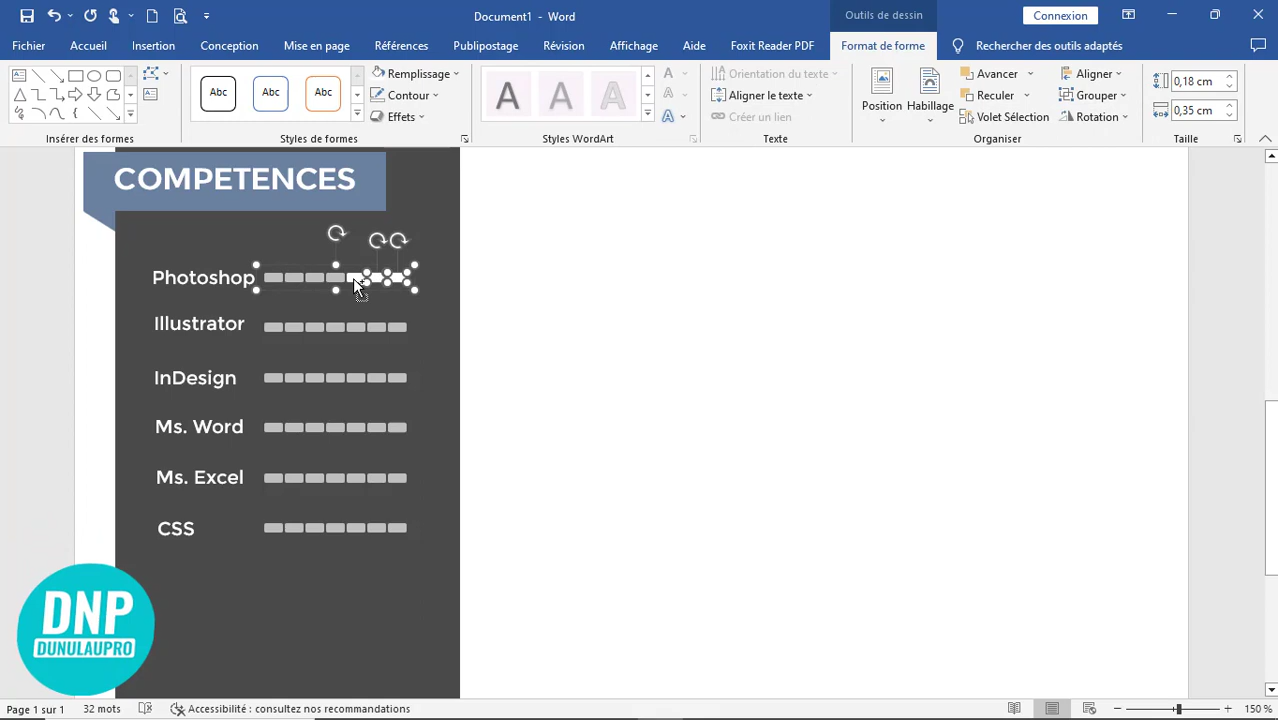 Document1 - Word
Outils de dessin
Connexion
Fichier Accueil Insertion Conception Mise en page Références Publipostage Révision Affichage Aide Foxit Reader PDF Format de forme Rechercher des outils adaptés
Abc Abc Abc
Remplissage
Contour
Effets
A A A
A
A
A
Orientation du texte
Aligner le texte
Créer un lien
Position Habillage
Avancer
Reculer
Volet Sélection
Aligner
Grouper
Rotation
0,18 cm
0,35 cm
Insérer des formes Styles de formes Styles WordArt Texte Organiser Taille
COMPETENCES
Photoshop
Illustrator
InDesign
Ms. Word
Ms. Excel
CSS
DNP
DUNULAUPRO
Page 1 sur 1 32 mots Accessibilité : consultez nos recommandations 150 %